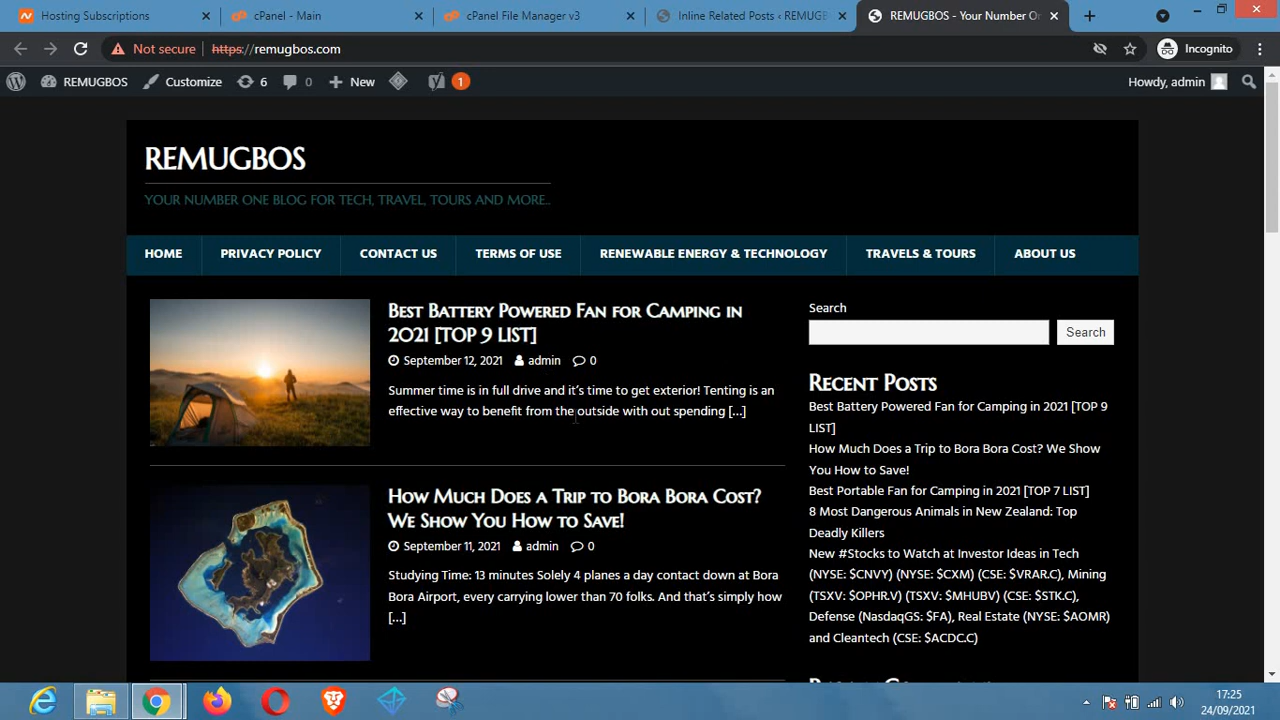 Hosting Subscriptions
cPanel - Main
cPanel File Manager v3
Inline Related Posts ‹ REMUGB
REMUGBOS - Your Number O
Not secure
https://remugbos.com
Incognito
REMUGBOS
Customize
6
0
New
1
Howdy, admin
REMUGBOS
YOUR NUMBER ONE BLOG FOR TECH, TRAVEL, TOURS AND MORE..
HOME
PRIVACY POLICY
CONTACT US
TERMS OF USE
RENEWABLE ENERGY & TECHNOLOGY
TRAVELS & TOURS
ABOUT US
Best Battery Powered Fan for Camping in
2021 [TOP 9 LIST]
September 12, 2021 admin 0
Summer time is in full drive and it's time to get exterior! Tenting is an
effective way to benefit from the outside with out spending [...]
How Much Does a Trip to Bora Bora Cost?
We Show You How to Save!
September 11, 2021 admin 0
Studying Time: 13 minutes Solely 4 planes a day contact down at Bora
Bora Airport, every carrying lower than 70 folks. And that's simply how
[...]
Search
Search
Recent Posts
Best Battery Powered Fan for Camping in 2021 [TOP 9
LIST]
How Much Does a Trip to Bora Bora Cost? We Show
You How to Save!
Best Portable Fan for Camping in 2021 [TOP 7 LIST]
8 Most Dangerous Animals in New Zealand: Top
Deadly Killers
New #Stocks to Watch at Investor Ideas in Tech
(NYSE: $CNVY) (NYSE: $CXM) (CSE: $VRAR.C), Mining
(TSXV: $OPHR.V) (TSXV: $MHUBV) (CSE: $STK.C),
Defense (NasdaqGS: $FA), Real Estate (NYSE: $AOMR)
and Cleantech (CSE: $ACDC.C)
17:25
24/09/2021